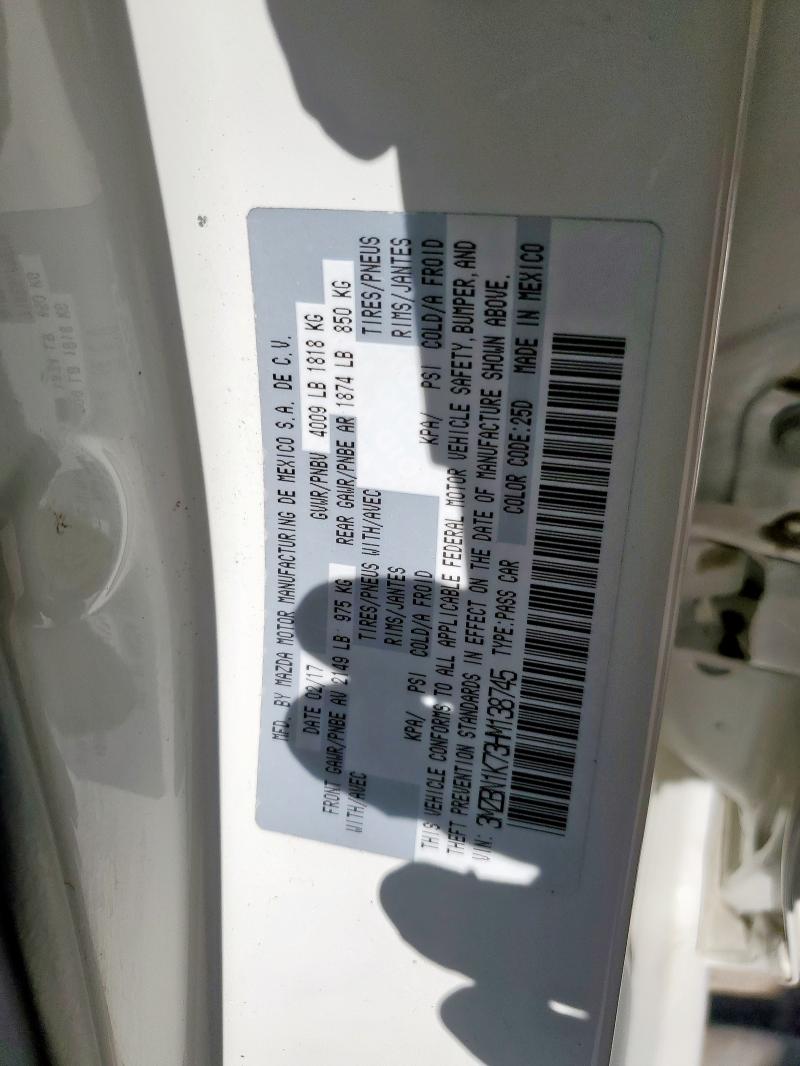 MFD. BY MAZDA MOTOR MANUFACTURING DE MEXICO S.A. DE C.V.
DATE 02/17 GVWR/PNBV 4009 LB 1818 KG
FRONT GAWR/PNBE AV 2149 LB 975 KG REAR GAWR/PNBE AR 1874 LB 850 KG
WITH/AVEC TIRES/PNEUS WITH/AVEC TIRES/PNEUS
RIMS/JANTES RIMS/JANTES
KPA/ PSI COLD/A FROID KPA/ PSI COLD/A FROID
THIS VEHICLE CONFORMS TO ALL APPLICABLE FEDERAL MOTOR VEHICLE SAFETY, BUMPER, AND
THEFT PREVENTION STANDARDS IN EFFECT ON THE DATE OF MANUFACTURE SHOWN ABOVE.
VIN: 3MZBN1K73HM138745 TYPE:PASS CAR COLOR CODE:25D MADE IN MEXICO